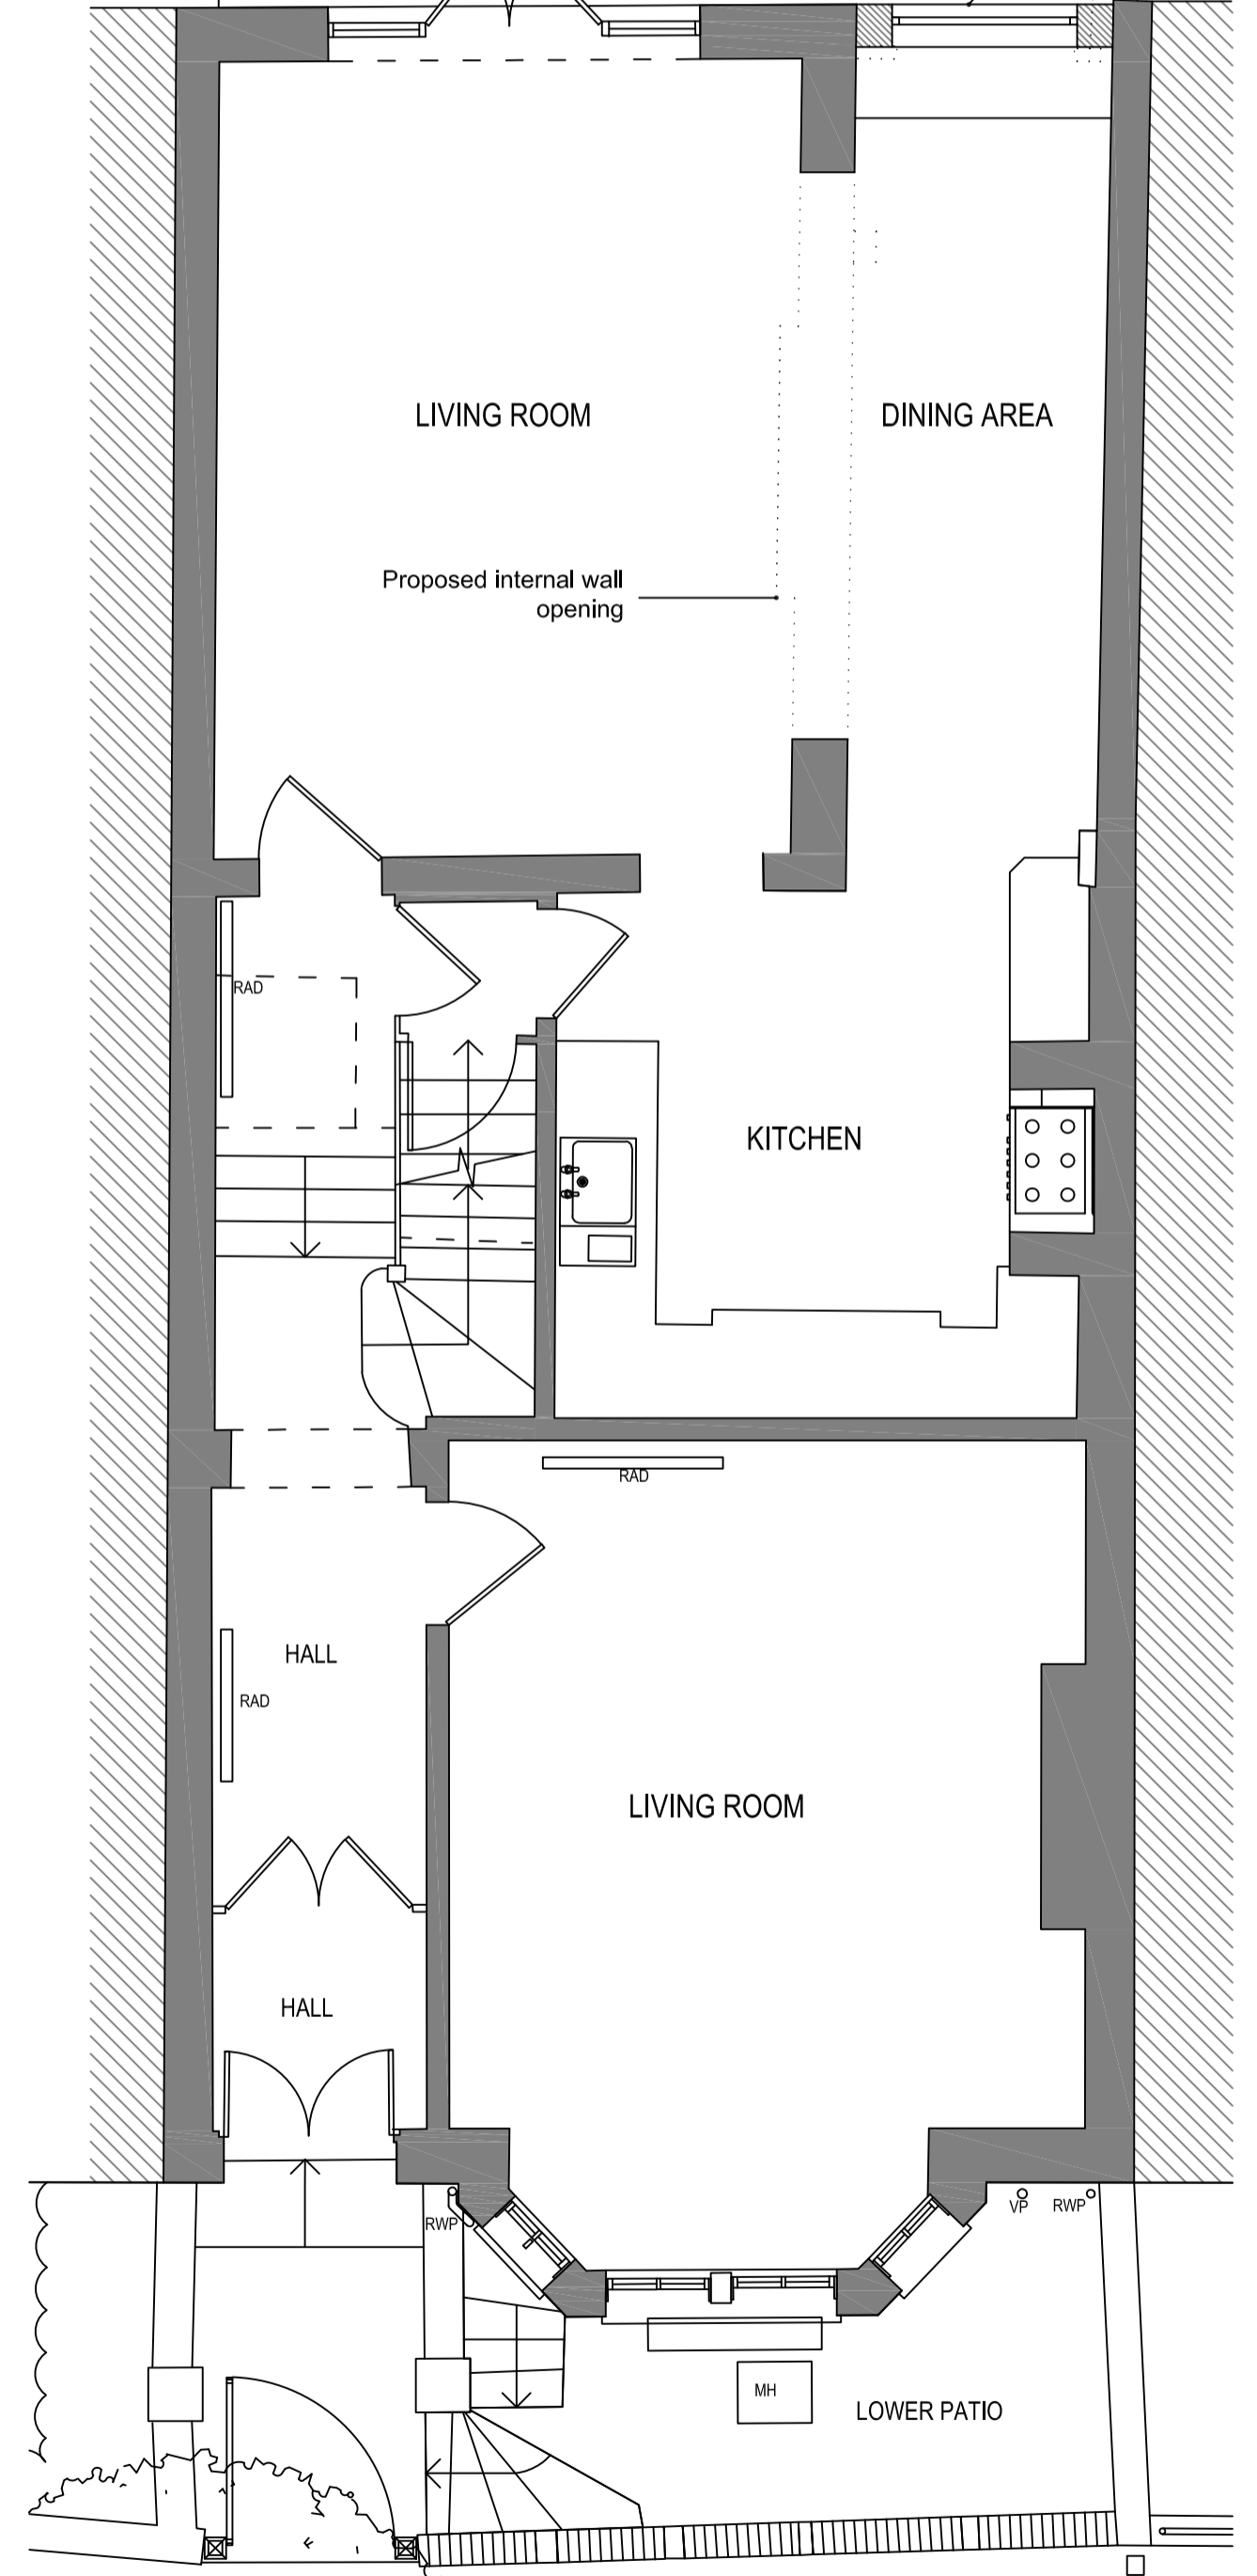 LIVING ROOM
DINING AREA
Proposed internal wall
opening
RAD
KITCHEN
RAD
HALL
RAD
LIVING ROOM
HALL
RWP
VP
RWP
MH
LOWER PATIO